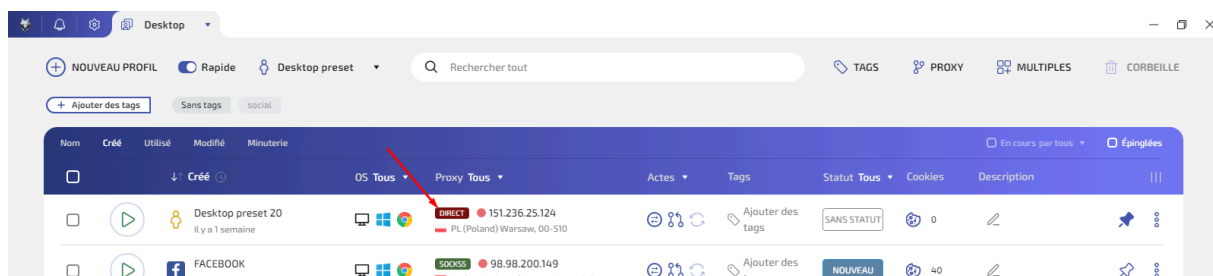 Desktop
NOUVEAU PROFIL Rapide Desktop preset Rechercher tout TAGS PROXY MULTIPLES CORBEILLE
+ Ajouter des tags Sans tags social
Nom Créé Utilisé Modifié Minuterie En cours par tous Épinglées
Créé OS Tous Proxy Tous Actes Tags Statut Tous Cookies Description
Desktop preset 20 DIRECT 151.236.25.124 Ajouter des SANS STATUT 0
Il y a 1 semaine PL (Poland) Warsaw, 00-510 tags
FACEBOOK SOCKS5 98.98.200.149 Ajouter des NOUVEAU 40